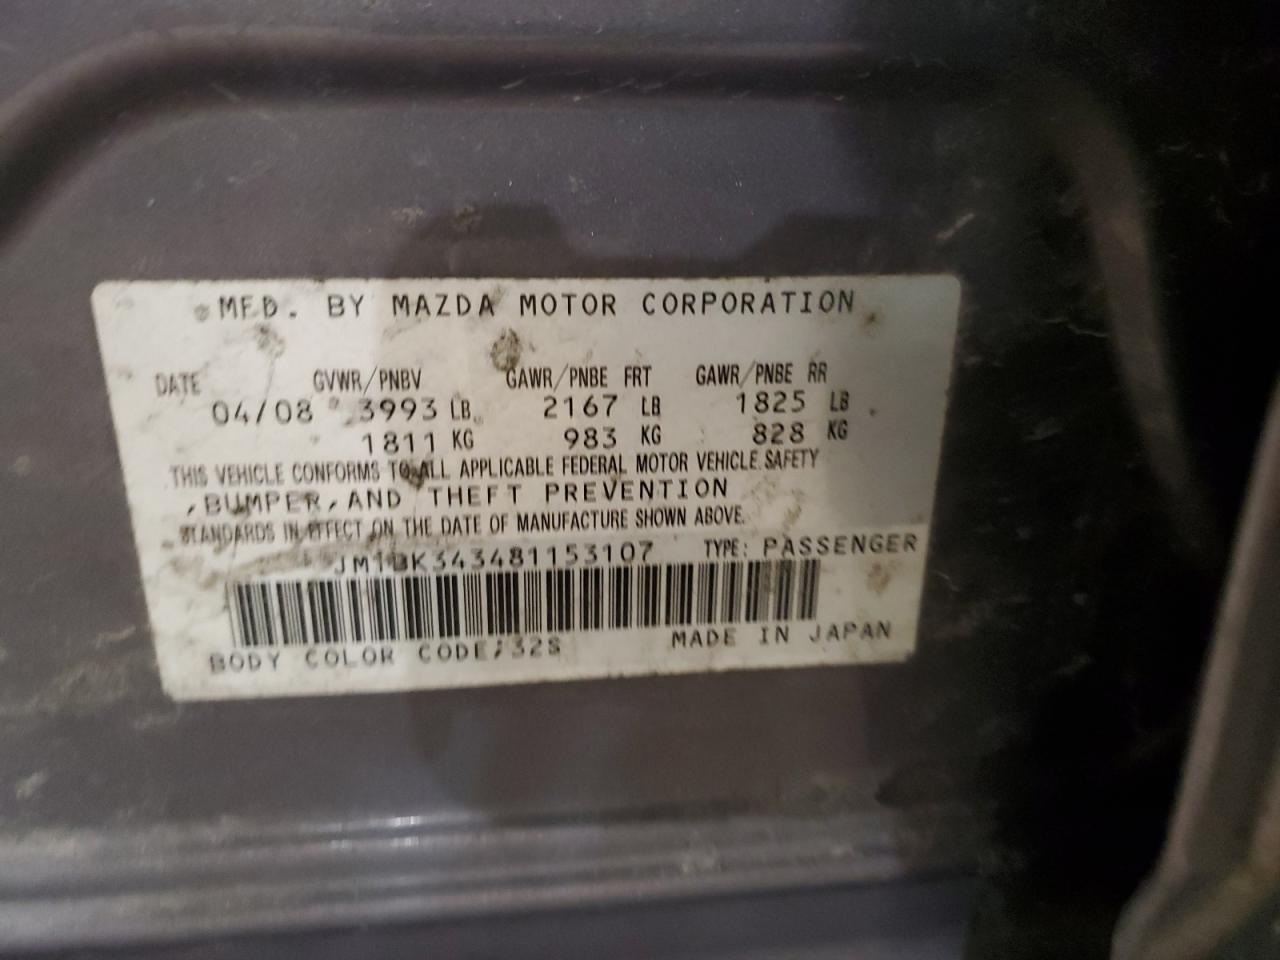 MFD. BY MAZDA MOTOR CORPORATION
DATE GVWR/PNBV GAWR/PNBE FRT GAWR/PNBE RR
04/08 3993 LB 2167 LB 1825 LB
1811 KG 983 KG 828 KG
THIS VEHICLE CONFORMS TO ALL APPLICABLE FEDERAL MOTOR VEHICLE SAFETY
,BUMPER,AND THEFT PREVENTION
STANDARDS IN EFFECT ON THE DATE OF MANUFACTURE SHOWN ABOVE.
JM1BK343481153107 TYPE: PASSENGER
BODY COLOR CODE:32S MADE IN JAPAN